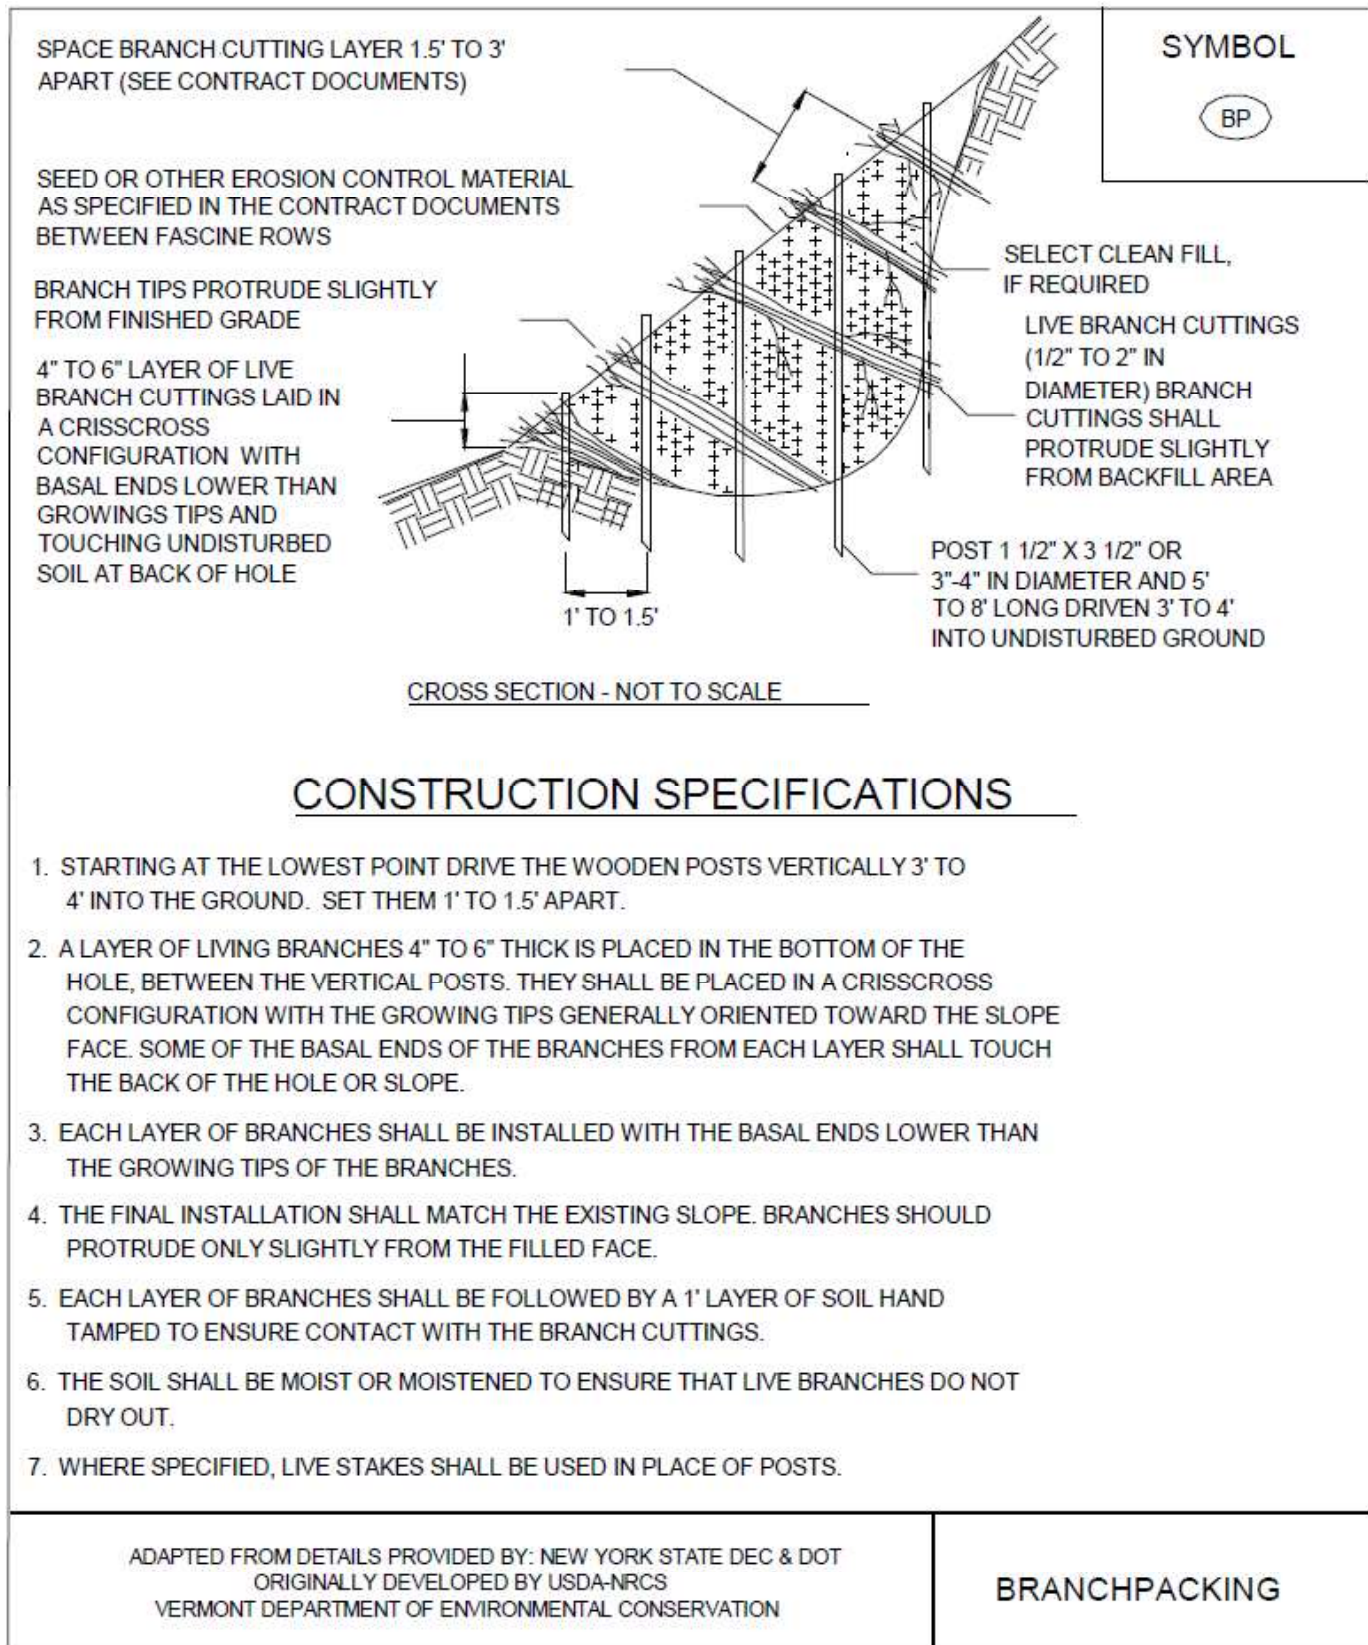 SPACE BRANCH CUTTING LAYER 1.5' TO 3'
APART (SEE CONTRACT DOCUMENTS)
SYMBOL
BP
SEED OR OTHER EROSION CONTROL MATERIAL
AS SPECIFIED IN THE CONTRACT DOCUMENTS
BETWEEN FASCINE ROWS
BRANCH TIPS PROTRUDE SLIGHTLY
FROM FINISHED GRADE
4" TO 6" LAYER OF LIVE
BRANCH CUTTINGS LAID IN
A CRISSCROSS
CONFIGURATION WITH
BASAL ENDS LOWER THAN
GROWINGS TIPS AND
TOUCHING UNDISTURBED
SOIL AT BACK OF HOLE
SELECT CLEAN FILL,
IF REQUIRED
LIVE BRANCH CUTTINGS
(1/2" TO 2" IN
DIAMETER) BRANCH
CUTTINGS SHALL
PROTRUDE SLIGHTLY
FROM BACKFILL AREA
POST 1 1/2" X 3 1/2" OR
3"-4" IN DIAMETER AND 5'
TO 8' LONG DRIVEN 3' TO 4'
INTO UNDISTURBED GROUND
1' TO 1.5'
CROSS SECTION - NOT TO SCALE
CONSTRUCTION SPECIFICATIONS
1. STARTING AT THE LOWEST POINT DRIVE THE WOODEN POSTS VERTICALLY 3' TO
4' INTO THE GROUND. SET THEM 1' TO 1.5' APART.
2. A LAYER OF LIVING BRANCHES 4" TO 6" THICK IS PLACED IN THE BOTTOM OF THE
HOLE, BETWEEN THE VERTICAL POSTS. THEY SHALL BE PLACED IN A CRISSCROSS
CONFIGURATION WITH THE GROWING TIPS GENERALLY ORIENTED TOWARD THE SLOPE
FACE. SOME OF THE BASAL ENDS OF THE BRANCHES FROM EACH LAYER SHALL TOUCH
THE BACK OF THE HOLE OR SLOPE.
3. EACH LAYER OF BRANCHES SHALL BE INSTALLED WITH THE BASAL ENDS LOWER THAN
THE GROWING TIPS OF THE BRANCHES.
4. THE FINAL INSTALLATION SHALL MATCH THE EXISTING SLOPE. BRANCHES SHOULD
PROTRUDE ONLY SLIGHTLY FROM THE FILLED FACE.
5. EACH LAYER OF BRANCHES SHALL BE FOLLOWED BY A 1' LAYER OF SOIL HAND
TAMPED TO ENSURE CONTACT WITH THE BRANCH CUTTINGS.
6. THE SOIL SHALL BE MOIST OR MOISTENED TO ENSURE THAT LIVE BRANCHES DO NOT
DRY OUT.
7. WHERE SPECIFIED, LIVE STAKES SHALL BE USED IN PLACE OF POSTS.
ADAPTED FROM DETAILS PROVIDED BY: NEW YORK STATE DEC & DOT
ORIGINALLY DEVELOPED BY USDA-NRCS
VERMONT DEPARTMENT OF ENVIRONMENTAL CONSERVATION
BRANCHPACKING